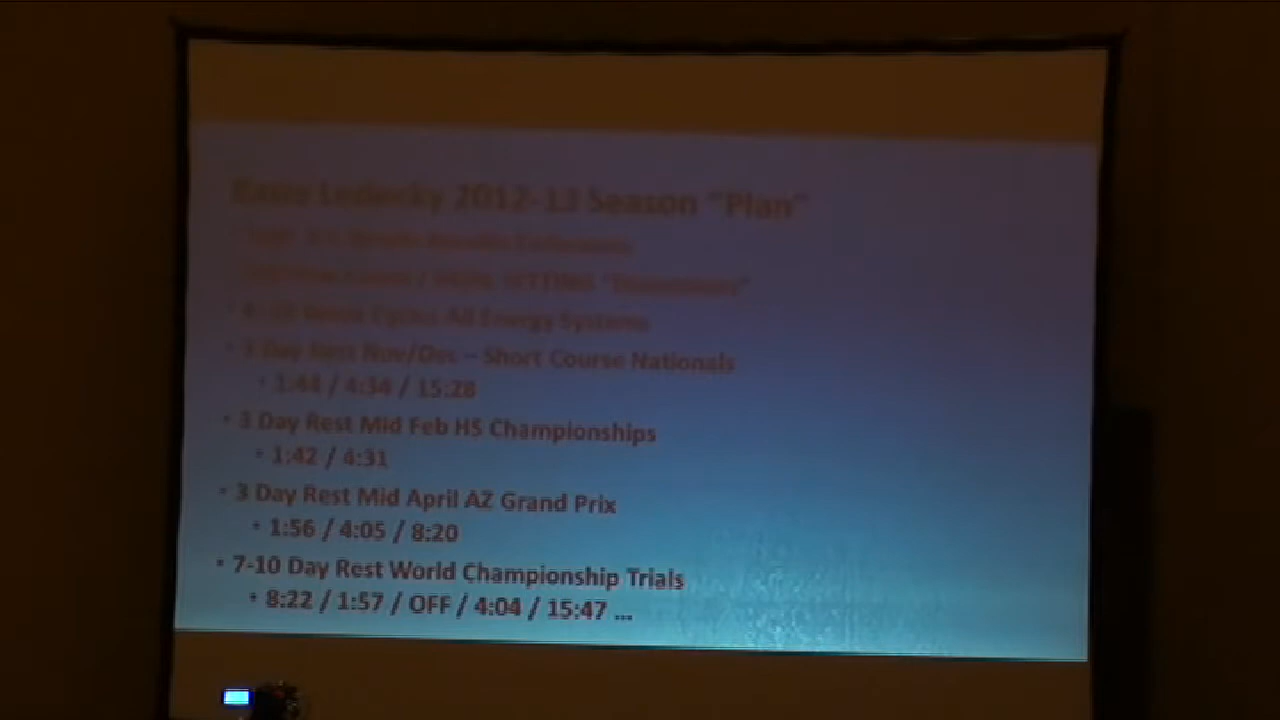 Ledecky 2012-13 Season "Plan"
Week Cycles All Energy Systems
Day Rest Nov/Dec – Short Course Nationals
• 1:44 / 4:34 / 15:28
• 3 Day Rest Mid Feb HS Championships
• 1:42 / 4:31
• 3 Day Rest Mid April AZ Grand Prix
• 1:56 / 4:05 / 8:20
• 7-10 Day Rest World Championship Trials
• 8:22 / 1:57 / OFF / 4:04 / 15:47 ...